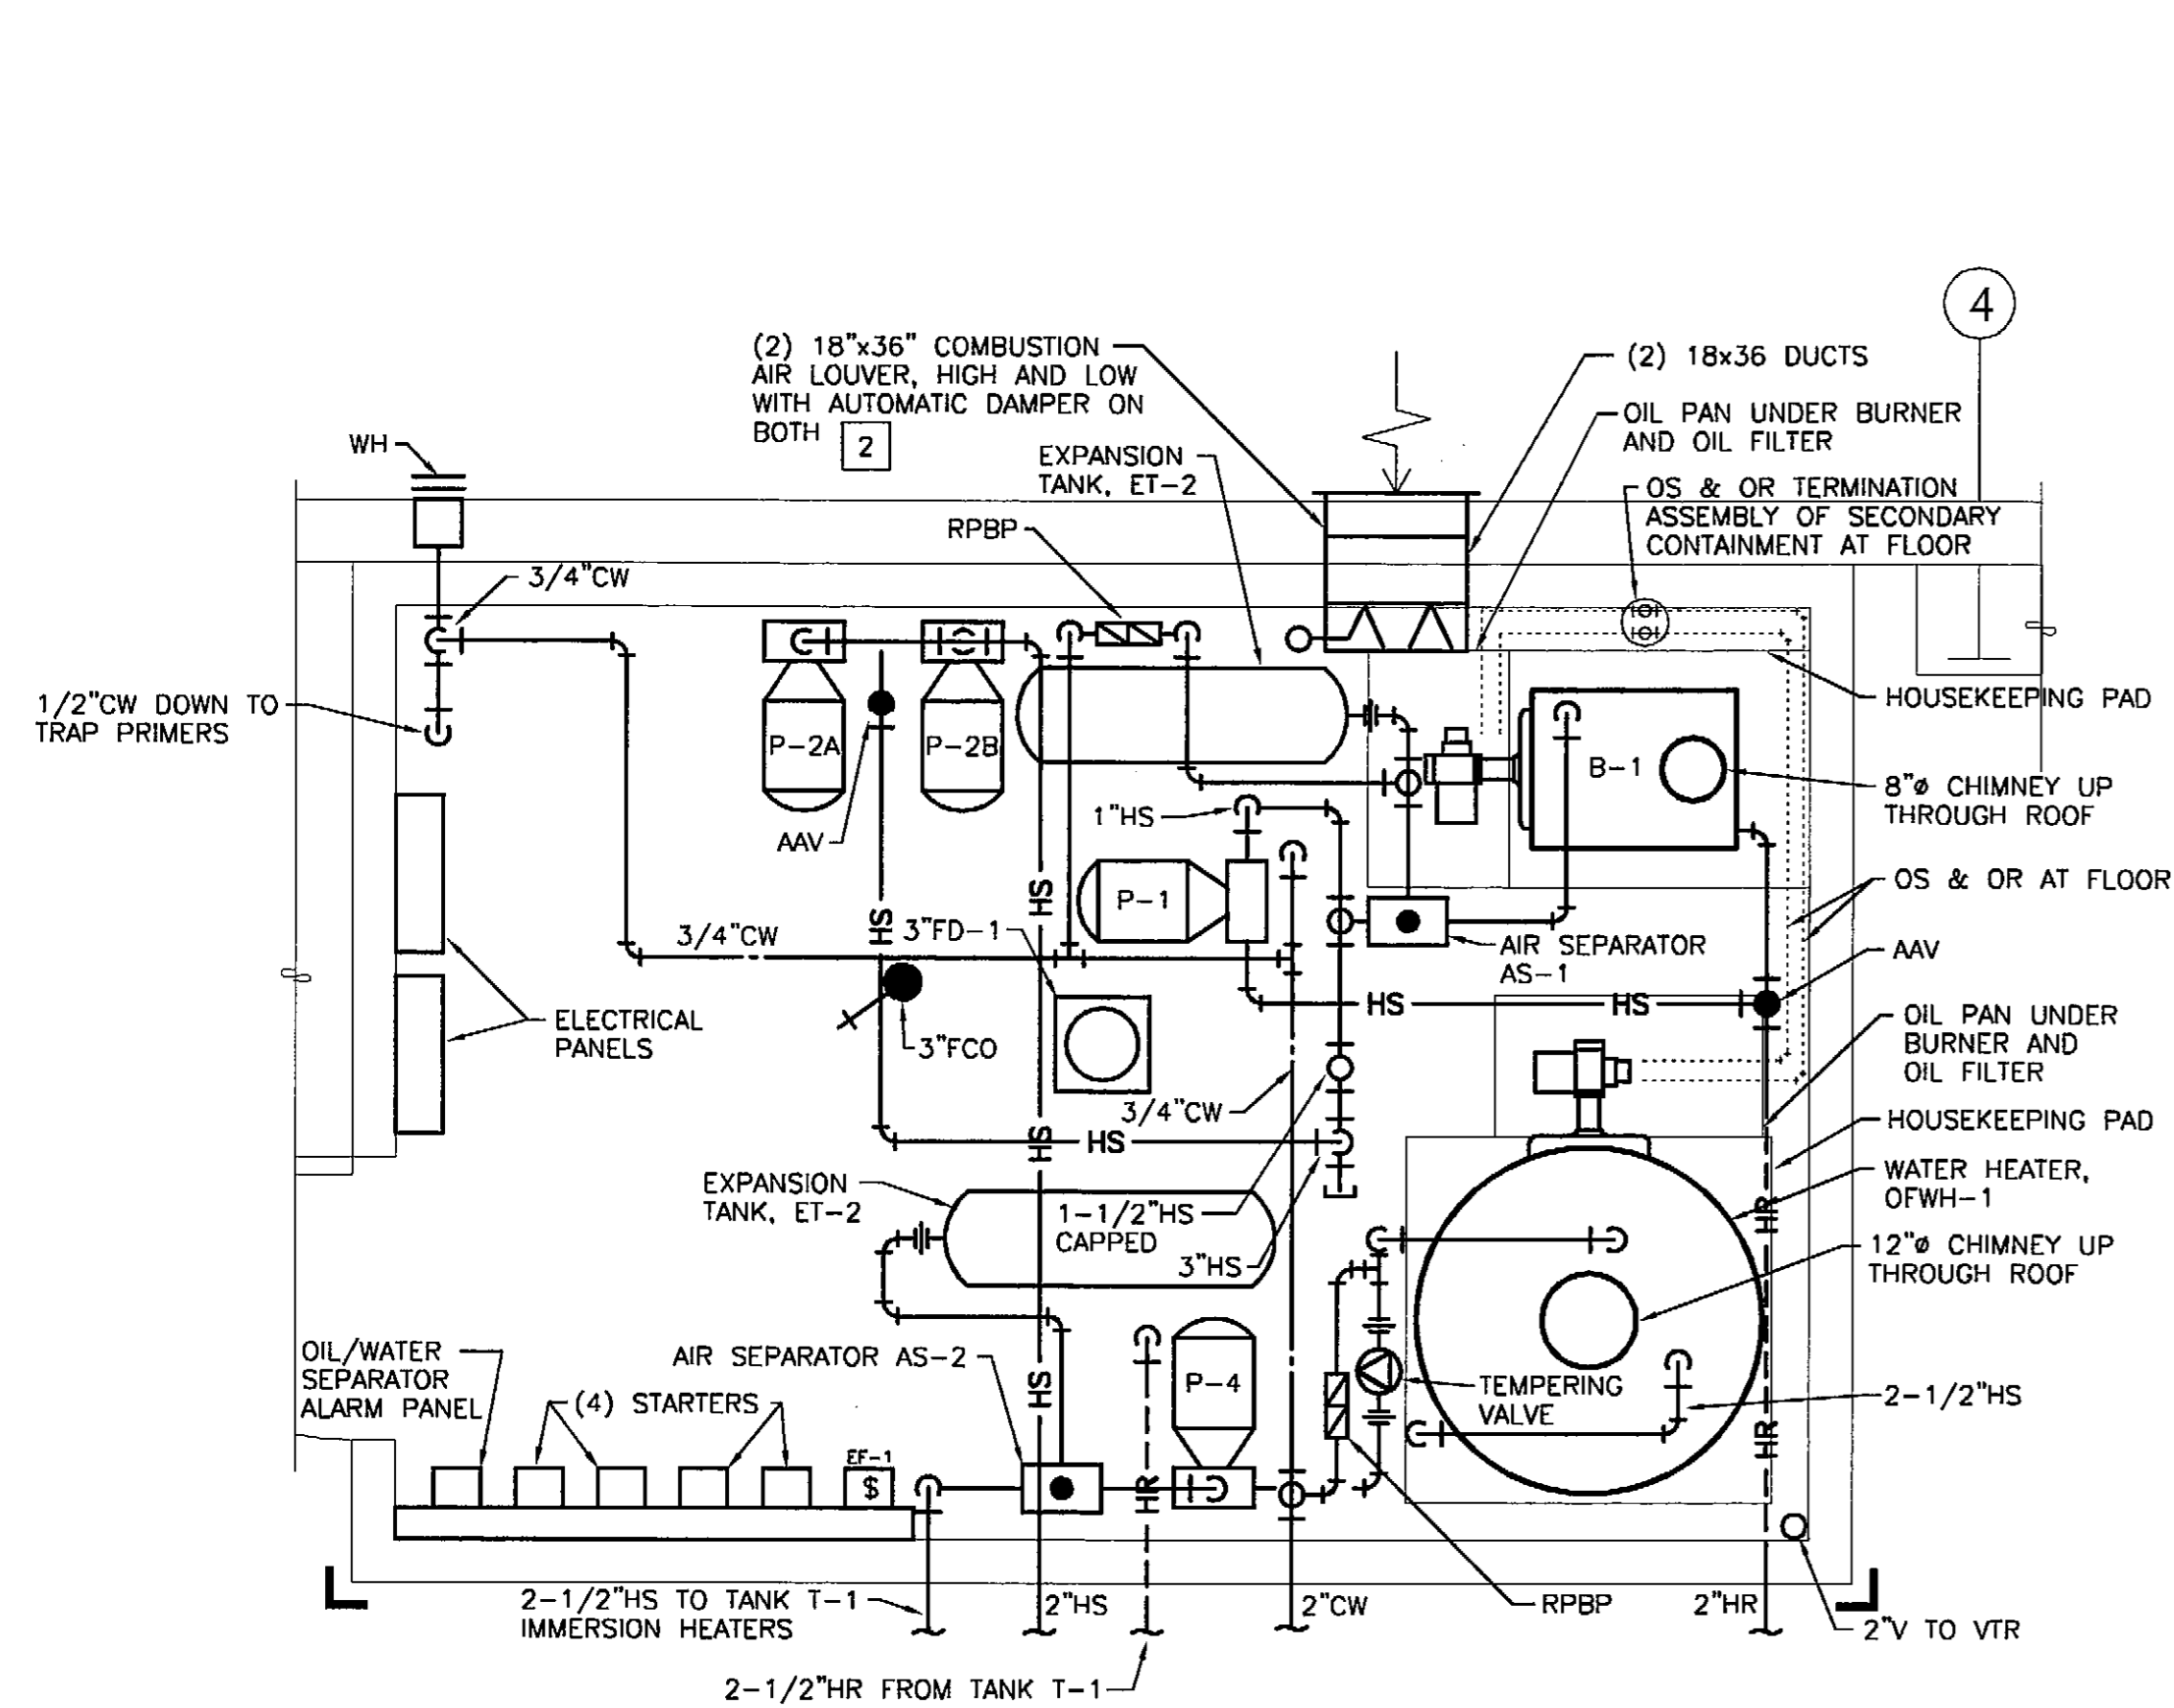 4
(2) 18"x36" COMBUSTION
AIR LOUVER, HIGH AND LOW
WITH AUTOMATIC DAMPER ON
BOTH 2
(2) 18x36 DUCTS
OIL PAN UNDER BURNER
AND OIL FILTER
WH
EXPANSION
TANK, ET-2
OS & OR TERMINATION
ASSEMBLY OF SECONDARY
CONTAINMENT AT FLOOR
RPBP
3/4"CW
1/2"CW DOWN TO
TRAP PRIMERS
P-2A
P-2B
HOUSEKEEPING PAD
B-1
8"ø CHIMNEY UP
THROUGH ROOF
1"HS
AAV
HS
P-1
OS & OR AT FLOOR
HS
3"FD-1
3/4"CW
AIR SEPARATOR
AS-1
AAV
HS
HS
ELECTRICAL
PANELS
3"FCO
OIL PAN UNDER
BURNER AND
OIL FILTER
3/4"CW
HOUSEKEEPING PAD
HS
HS
EXPANSION
TANK, ET-2
1-1/2"HS
CAPPED
WATER HEATER,
OFWH-1
HR
3"HS
12"ø CHIMNEY UP
THROUGH ROOF
OIL/WATER
SEPARATOR
ALARM PANEL
AIR SEPARATOR AS-2
(4) STARTERS
HS
P-4
TEMPERING
VALVE
2-1/2"HS
HR
EF-1
$
HR
2-1/2"HS TO TANK T-1
IMMERSION HEATERS
2"HS
2"CW
RPBP
2"HR
2"V TO VTR
2-1/2"HR FROM TANK T-1